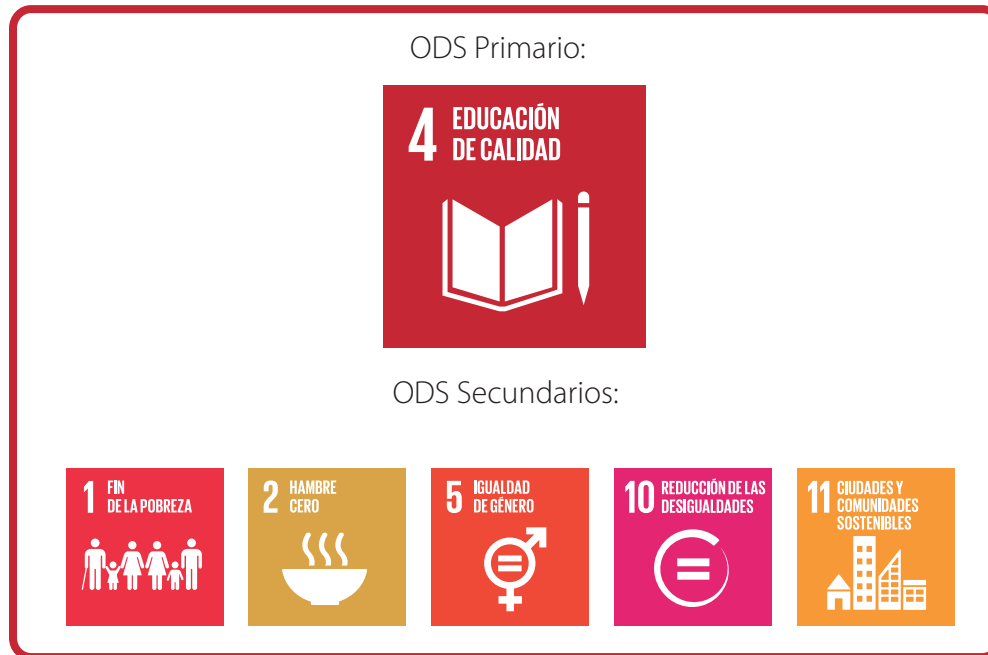 ODS Primario:
4 EDUCACIÓN
DE CALIDAD
ODS Secundarios:
1 FIN
DE LA POBREZA
2 HAMBRE
CERO
5 IGUALDAD
DE GÉNERO
10 REDUCCIÓN DE LAS
DESIGUALDADES
11 CIUDADES Y
COMUNIDADES
SOSTENIBLES